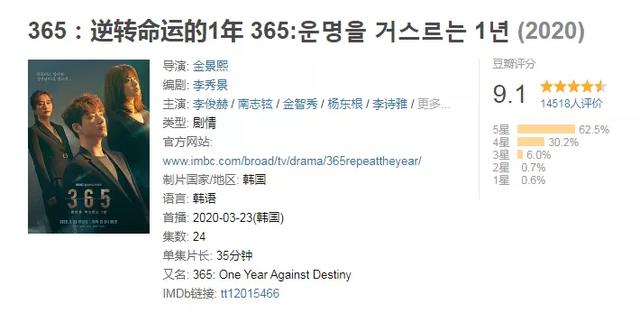 365：逆转命运的1年 365:운명을 거스르는 1년 (2020)
导演: 金景熙
编剧: 李秀景
主演: 李俊赫 / 南志铉 / 金智秀 / 杨东根 / 李诗雅 / 更多...
类型: 剧情
官方网站:
www.imbc.com/broad/tv/drama/365repeattheyear/
制片国家/地区: 韩国
语言: 韩语
首播: 2020-03-23(韩国)
集数: 24
单集片长: 35分钟
又名: 365: One Year Against Destiny
IMDb链接: tt12015466
365
豆瓣评分
9.1
14518人评价
5星 62.5%
4星 30.2%
3星 6.0%
2星 0.7%
1星 0.6%